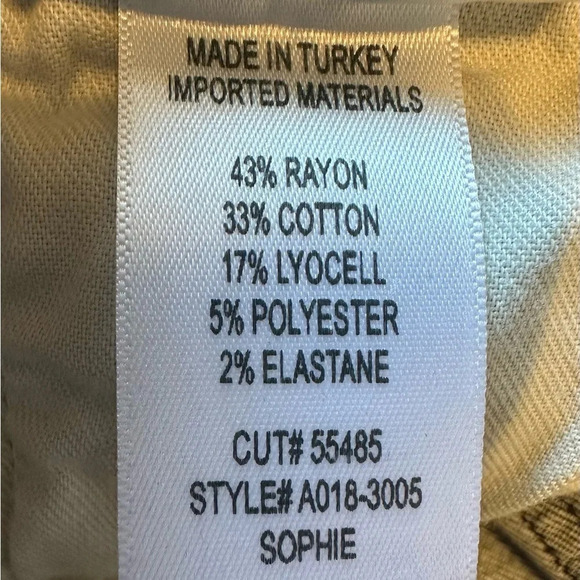 MADE IN TURKEY
IMPORTED MATERIALS
43% RAYON
33% COTTON
17% LYOCELL
5% POLYESTER
2% ELASTANE
CUT# 55485
STYLE# A018-3005
SOPHIE